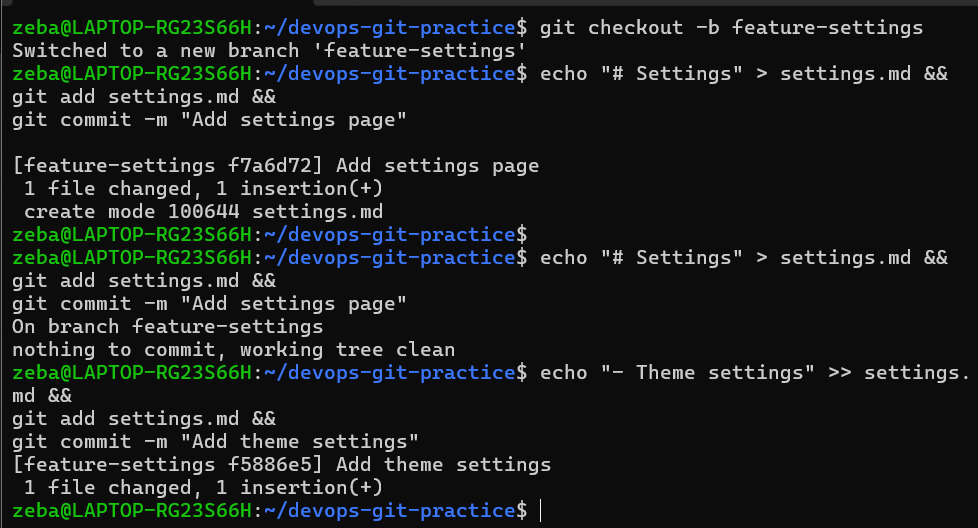 zeba@LAPTOP-RG23S66H:~/devops-git-practice$ git checkout -b feature-settings
Switched to a new branch 'feature-settings'
zeba@LAPTOP-RG23S66H:~/devops-git-practice$ echo "# Settings" > settings.md &&
git add settings.md &&
git commit -m "Add settings page"
[feature-settings f7a6d72] Add settings page
 1 file changed, 1 insertion(+)
 create mode 100644 settings.md
zeba@LAPTOP-RG23S66H:~/devops-git-practice$
zeba@LAPTOP-RG23S66H:~/devops-git-practice$ echo "# Settings" > settings.md &&
git add settings.md &&
git commit -m "Add settings page"
On branch feature-settings
nothing to commit, working tree clean
zeba@LAPTOP-RG23S66H:~/devops-git-practice$ echo "- Theme settings" >> settings.
md &&
git add settings.md &&
git commit -m "Add theme settings"
[feature-settings f5886e5] Add theme settings
 1 file changed, 1 insertion(+)
zeba@LAPTOP-RG23S66H:~/devops-git-practice$